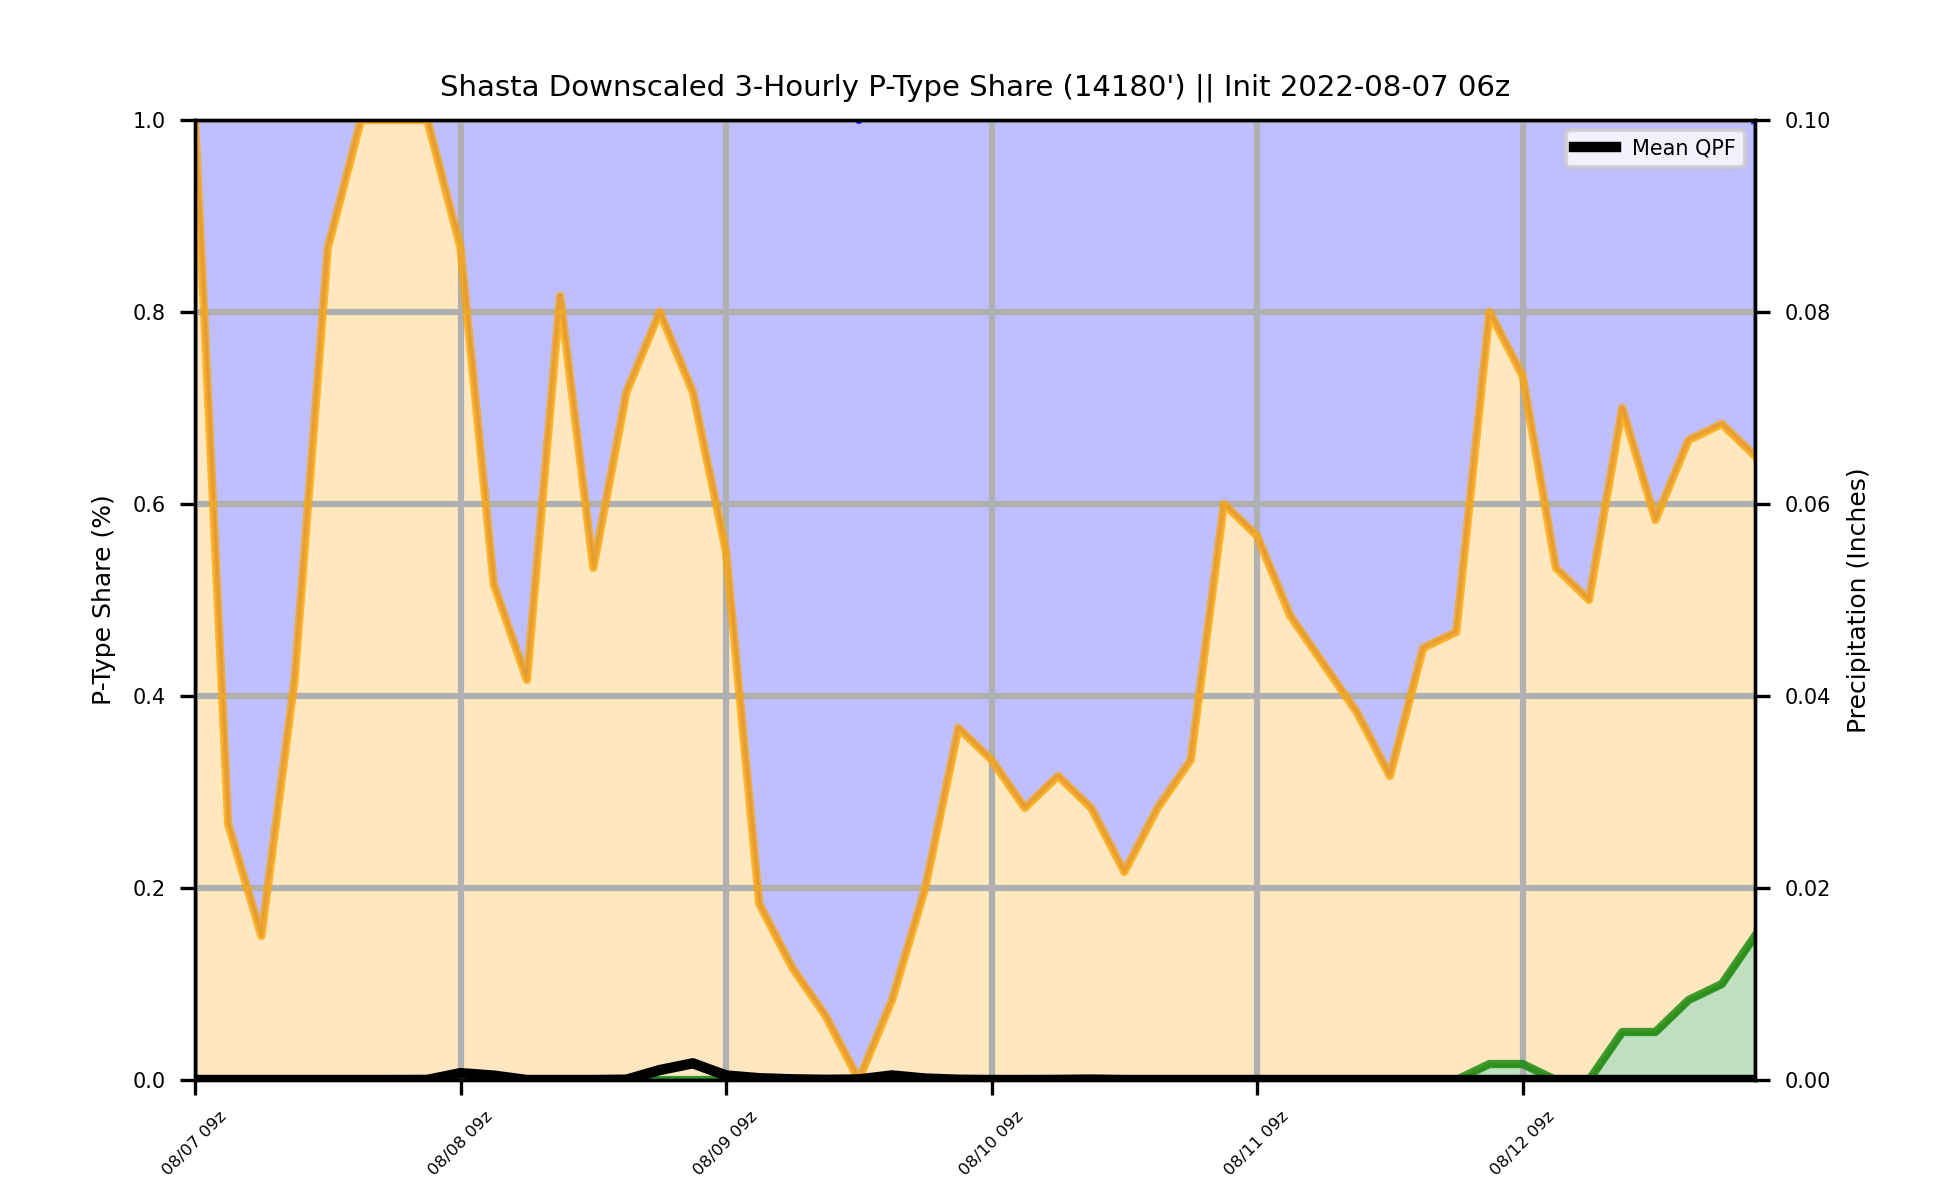 Shasta Downscaled 3-Hourly P-Type Share (14180') || Init 2022-08-07 06z
Mean QPF
P-Type Share (%)
1.0
0.8
0.6
0.4
0.2
0.0
0.10
0.08
0.06
0.04
0.02
0.00
Precipitation (Inches)
08/07 09z
08/08 09z
08/09 09z
08/10 09z
08/11 09z
08/12 09z